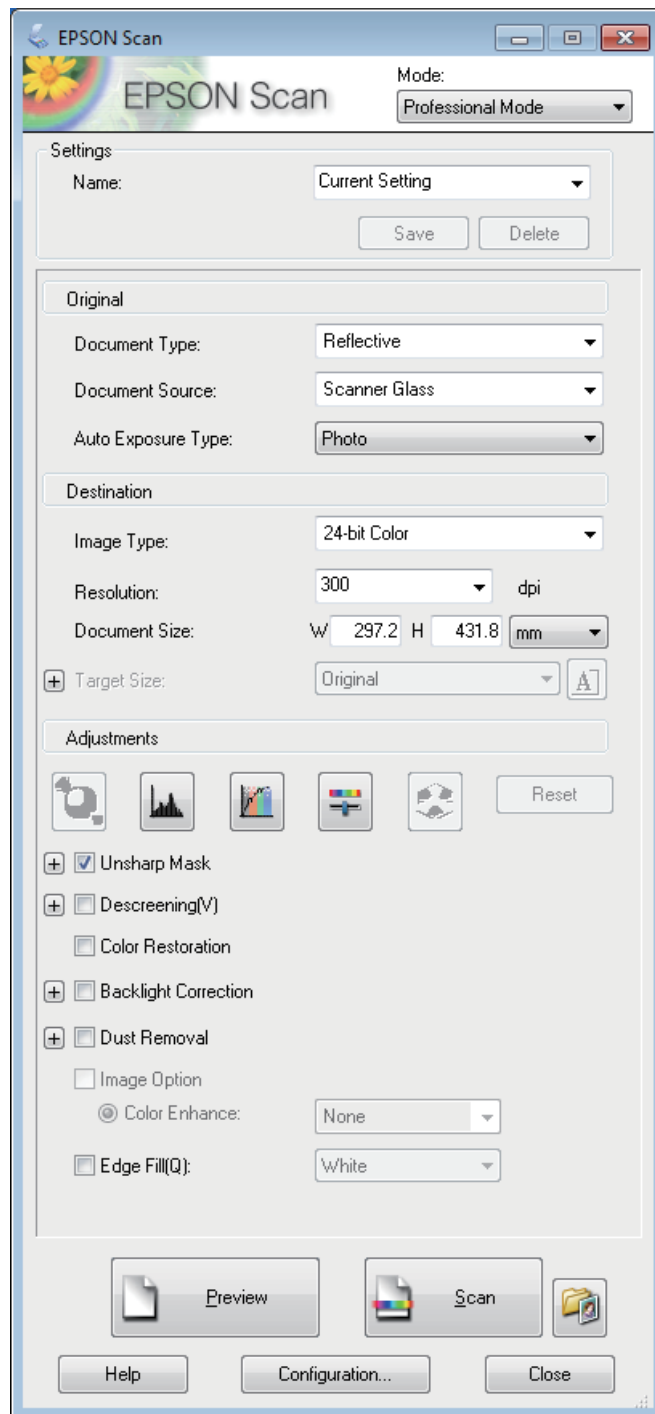 EPSON Scan
EPSON Scan
Mode:
Professional Mode
Settings
Name: Current Setting
Save Delete
Original
Document Type: Reflective
Document Source: Scanner Glass
Auto Exposure Type: Photo
Destination
Image Type: 24-bit Color
Resolution: 300 dpi
Document Size: W 297.2 H 431.8 mm
Target Size: Original A
Adjustments
Reset
Unsharp Mask
Descreening(V)
Color Restoration
Backlight Correction
Dust Removal
Image Option
Color Enhance: None
Edge Fill(Q): White
Preview Scan
Help Configuration... Close